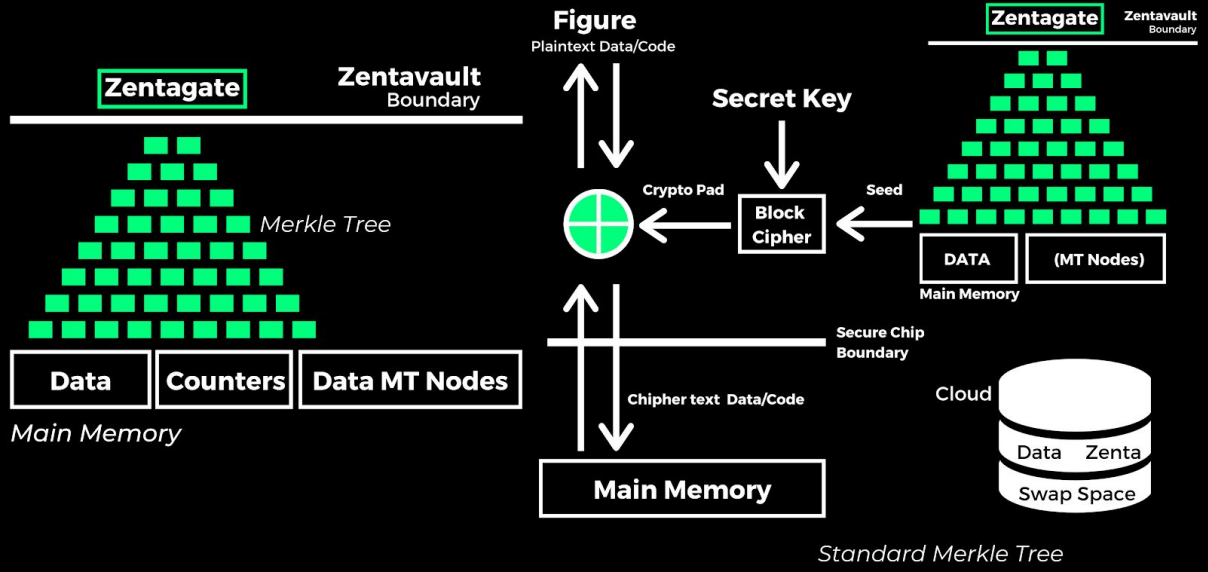 Zentagate
Zentavault
Boundary
Merkle Tree
Data
Counters
Data MT Nodes
Main Memory
Figure
Plaintext Data/Code
Secret Key
Crypto Pad
Block
Cipher
Seed
Secure Chip
Boundary
Chipher text Data/Code
Main Memory
Zentagate
Zentavault
Boundary
DATA
(MT Nodes)
Main Memory
Cloud
Data Zenta
Swap Space
Standard Merkle Tree